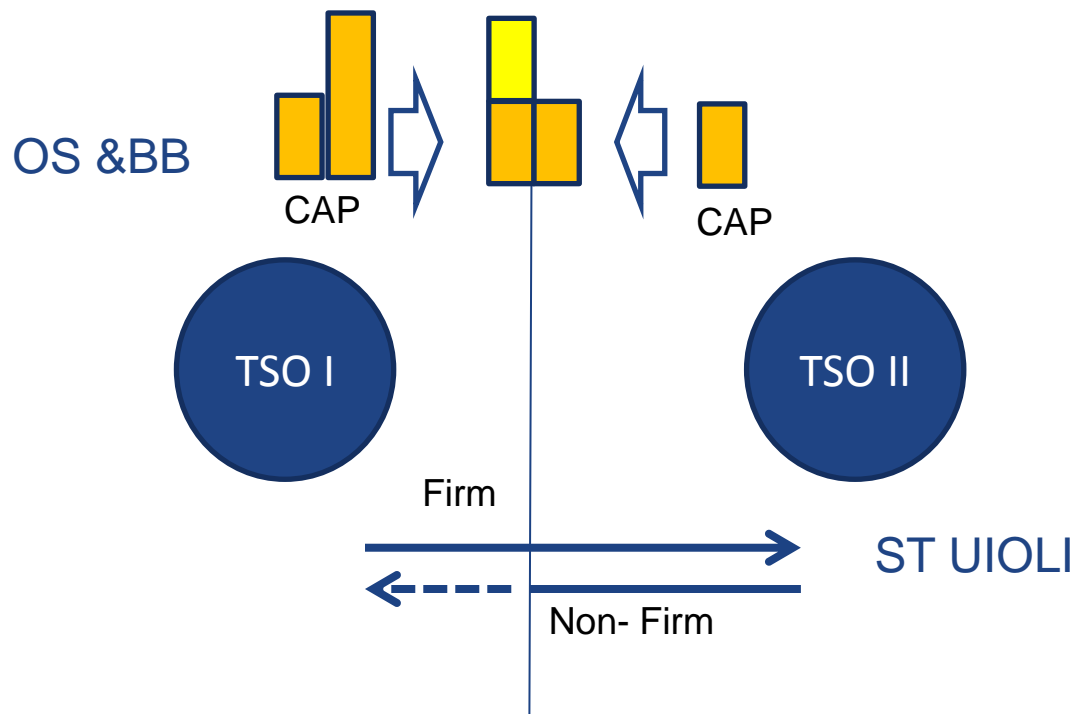 OS &BB
CAP
CAP
TSO I
TSO II
Firm
ST UIOLI
Non- Firm